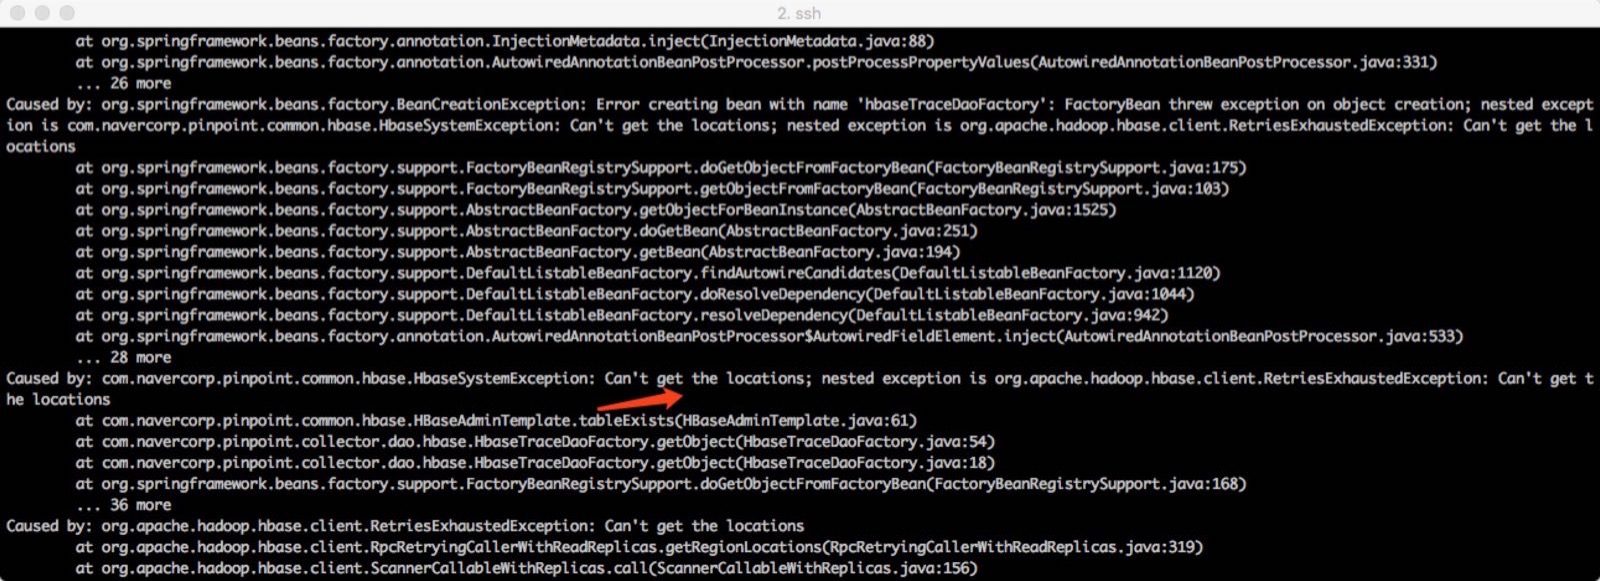 2. ssh
at org.springframework.beans.factory.annotation.InjectionMetadata.inject(InjectionMetadata.java:88)
at org.springframework.beans.factory.annotation.AutowiredAnnotationBeanPostProcessor.postProcessPropertyValues(AutowiredAnnotationBeanPostProcessor.java:331)
... 26 more
Caused by: org.springframework.beans.factory.BeanCreationException: Error creating bean with name 'hbaseTraceDaoFactory': FactoryBean threw exception on object creation; nested except
ion is com.navercorp.pinpoint.common.hbase.HbaseSystemException: Can't get the locations; nested exception is org.apache.hadoop.hbase.client.RetriesExhaustedException: Can't get the l
ocations
at org.springframework.beans.factory.support.FactoryBeanRegistrySupport.doGetObjectFromFactoryBean(FactoryBeanRegistrySupport.java:175)
at org.springframework.beans.factory.support.FactoryBeanRegistrySupport.getObjectFromFactoryBean(FactoryBeanRegistrySupport.java:103)
at org.springframework.beans.factory.support.AbstractBeanFactory.getObjectForBeanInstance(AbstractBeanFactory.java:1525)
at org.springframework.beans.factory.support.AbstractBeanFactory.doGetBean(AbstractBeanFactory.java:251)
at org.springframework.beans.factory.support.AbstractBeanFactory.getBean(AbstractBeanFactory.java:194)
at org.springframework.beans.factory.support.DefaultListableBeanFactory.findAutowireCandidates(DefaultListableBeanFactory.java:1120)
at org.springframework.beans.factory.support.DefaultListableBeanFactory.doResolveDependency(DefaultListableBeanFactory.java:1044)
at org.springframework.beans.factory.support.DefaultListableBeanFactory.resolveDependency(DefaultListableBeanFactory.java:942)
at org.springframework.beans.factory.annotation.AutowiredAnnotationBeanPostProcessor$AutowiredFieldElement.inject(AutowiredAnnotationBeanPostProcessor.java:533)
... 28 more
Caused by: com.navercorp.pinpoint.common.hbase.HbaseSystemException: Can't get the locations; nested exception is org.apache.hadoop.hbase.client.RetriesExhaustedException: Can't get t
he locations
at com.navercorp.pinpoint.common.hbase.HBaseAdminTemplate.tableExists(HBaseAdminTemplate.java:61)
at com.navercorp.pinpoint.collector.dao.hbase.HbaseTraceDaoFactory.getObject(HbaseTraceDaoFactory.java:54)
at com.navercorp.pinpoint.collector.dao.hbase.HbaseTraceDaoFactory.getObject(HbaseTraceDaoFactory.java:18)
at org.springframework.beans.factory.support.FactoryBeanRegistrySupport.doGetObjectFromFactoryBean(FactoryBeanRegistrySupport.java:168)
... 36 more
Caused by: org.apache.hadoop.hbase.client.RetriesExhaustedException: Can't get the locations
at org.apache.hadoop.hbase.client.RpcRetryingCallerWithReadReplicas.getRegionLocations(RpcRetryingCallerWithReadReplicas.java:319)
at org.apache.hadoop.hbase.client.ScannerCallableWithReplicas.call(ScannerCallableWithReplicas.java:156)